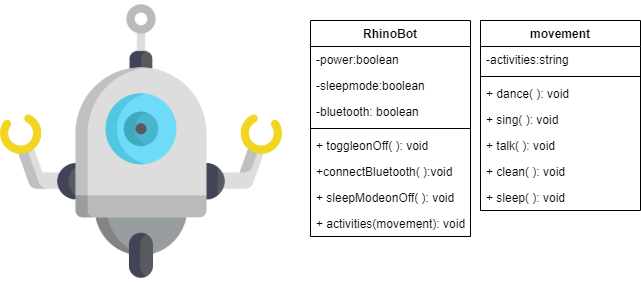 RhinoBot
-power:boolean
-sleepmode:boolean
-bluetooth: boolean
+ toggleonOff( ): void
+connectBluetooth( ):void
+ sleepModeonOff( ): void
+ activities(movement): void
movement
-activities:string
+ dance( ): void
+ sing( ): void
+ talk( ): void
+ clean( ): void
+ sleep( ): void